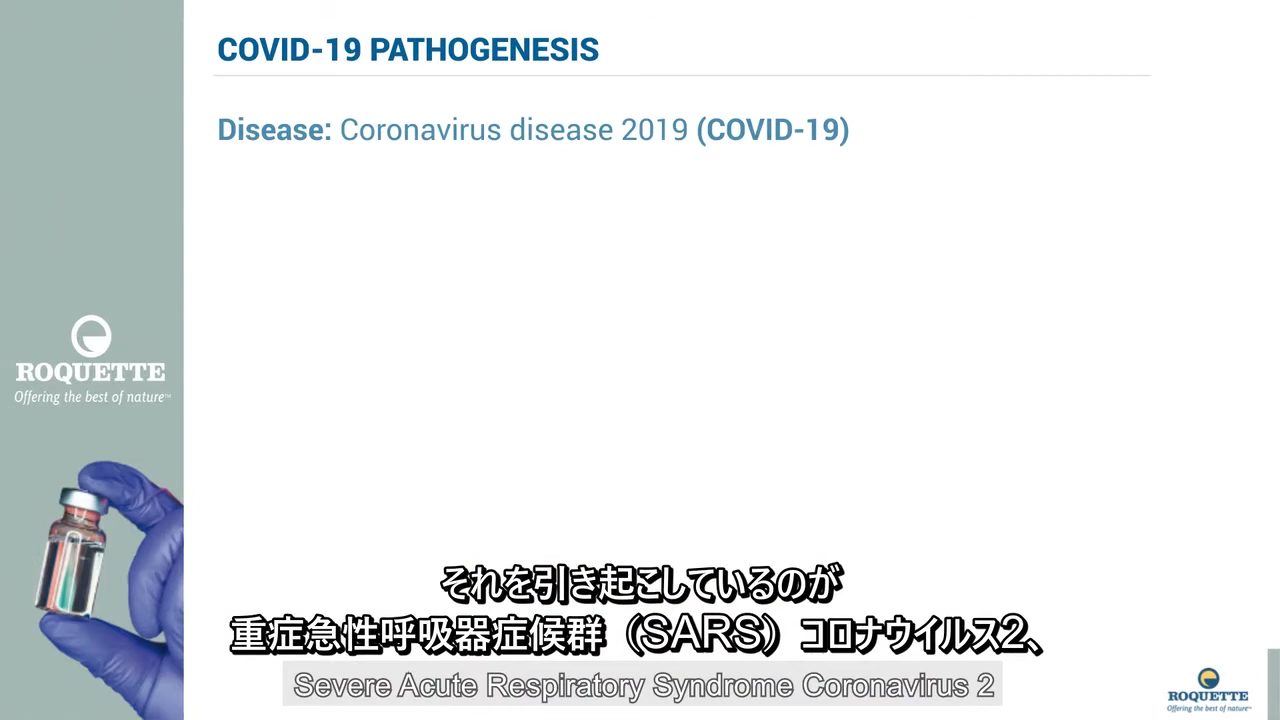 COVID-19 PATHOGENESIS
Disease: Coronavirus disease 2019 (COVID-19)
ROQUETTE
Offering the best of nature™
それを引き起こしているのが
重症急性呼吸器症候群（SARS）コロナウイルス2、
Severe Acute Respiratory Syndrome Coronavirus 2
ROQUETTE
Offering the best of nature™